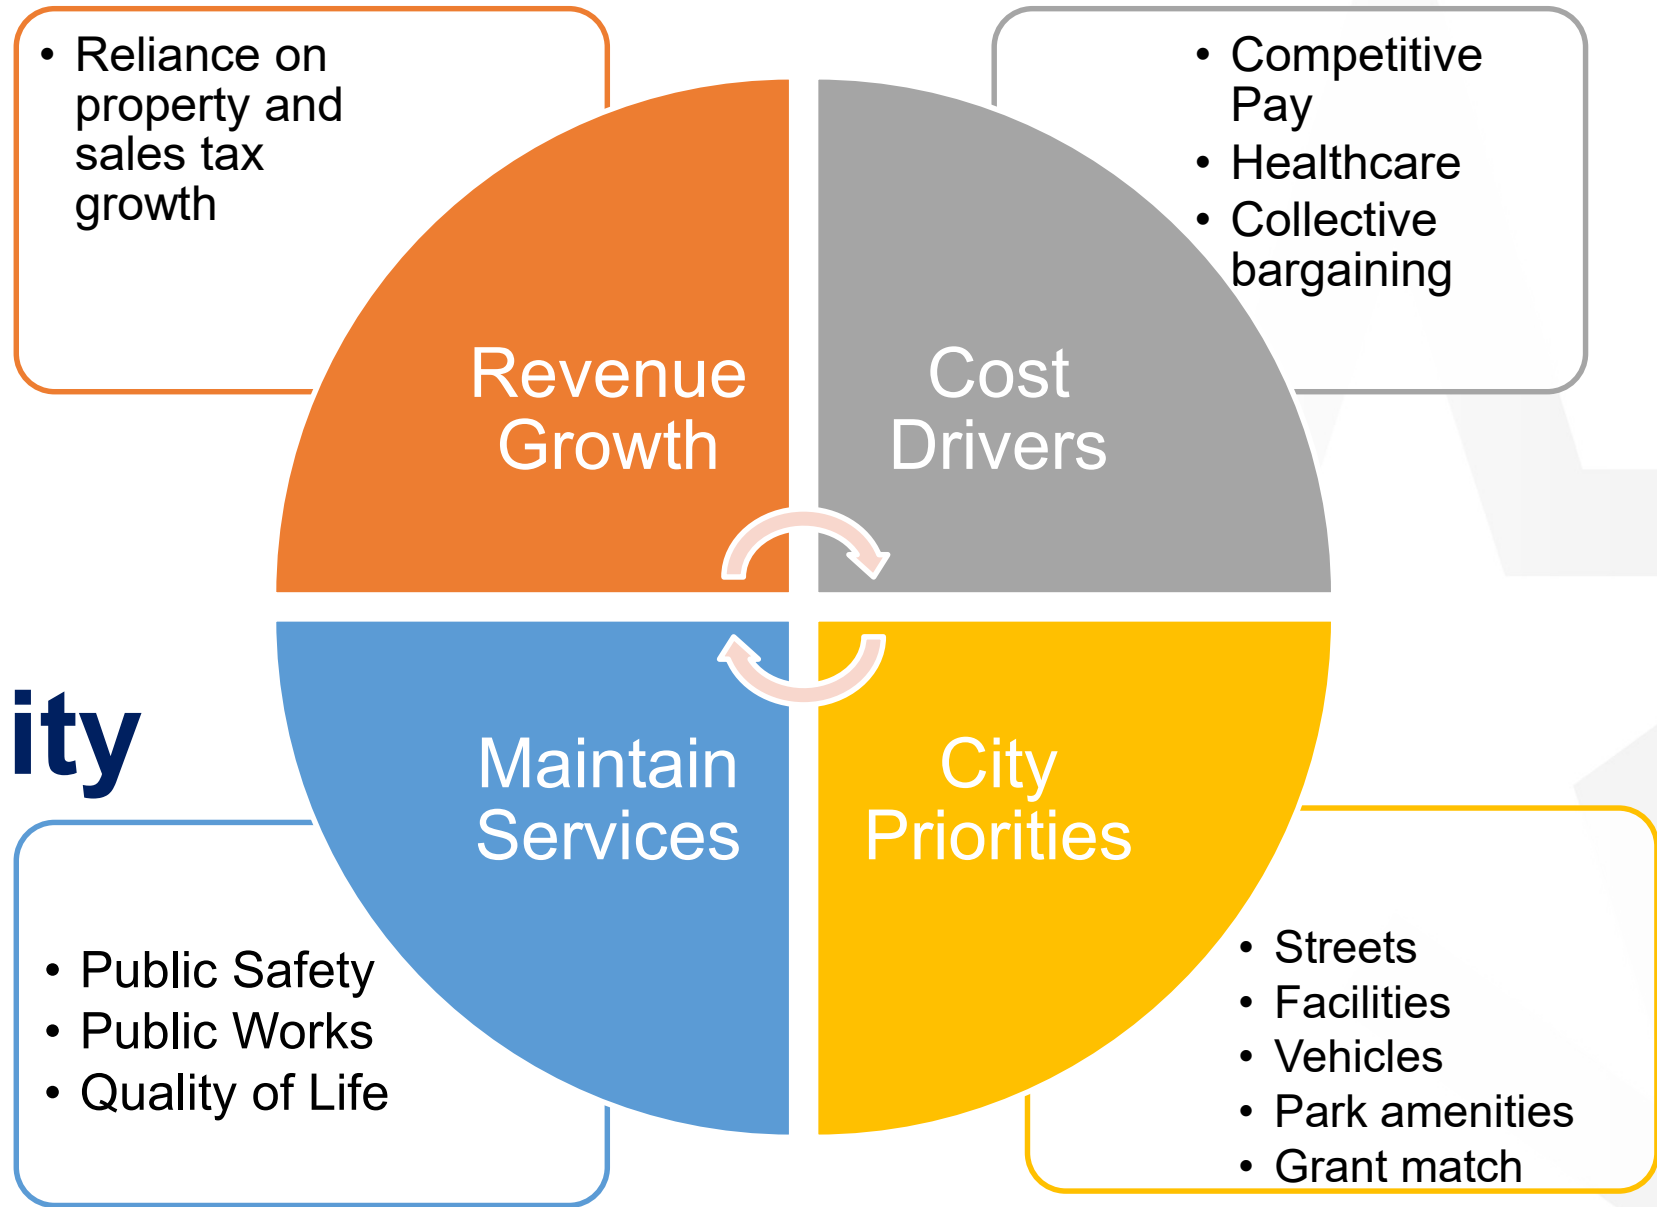 • Reliance on
property and
sales tax
growth
• Competitive
Pay
• Healthcare
• Collective
bargaining
Revenue
Growth
Cost
Drivers
ity
Maintain
Services
City
Priorities
• Public Safety
• Public Works
• Quality of Life
• Streets
• Facilities
• Vehicles
• Park amenities
• Grant match